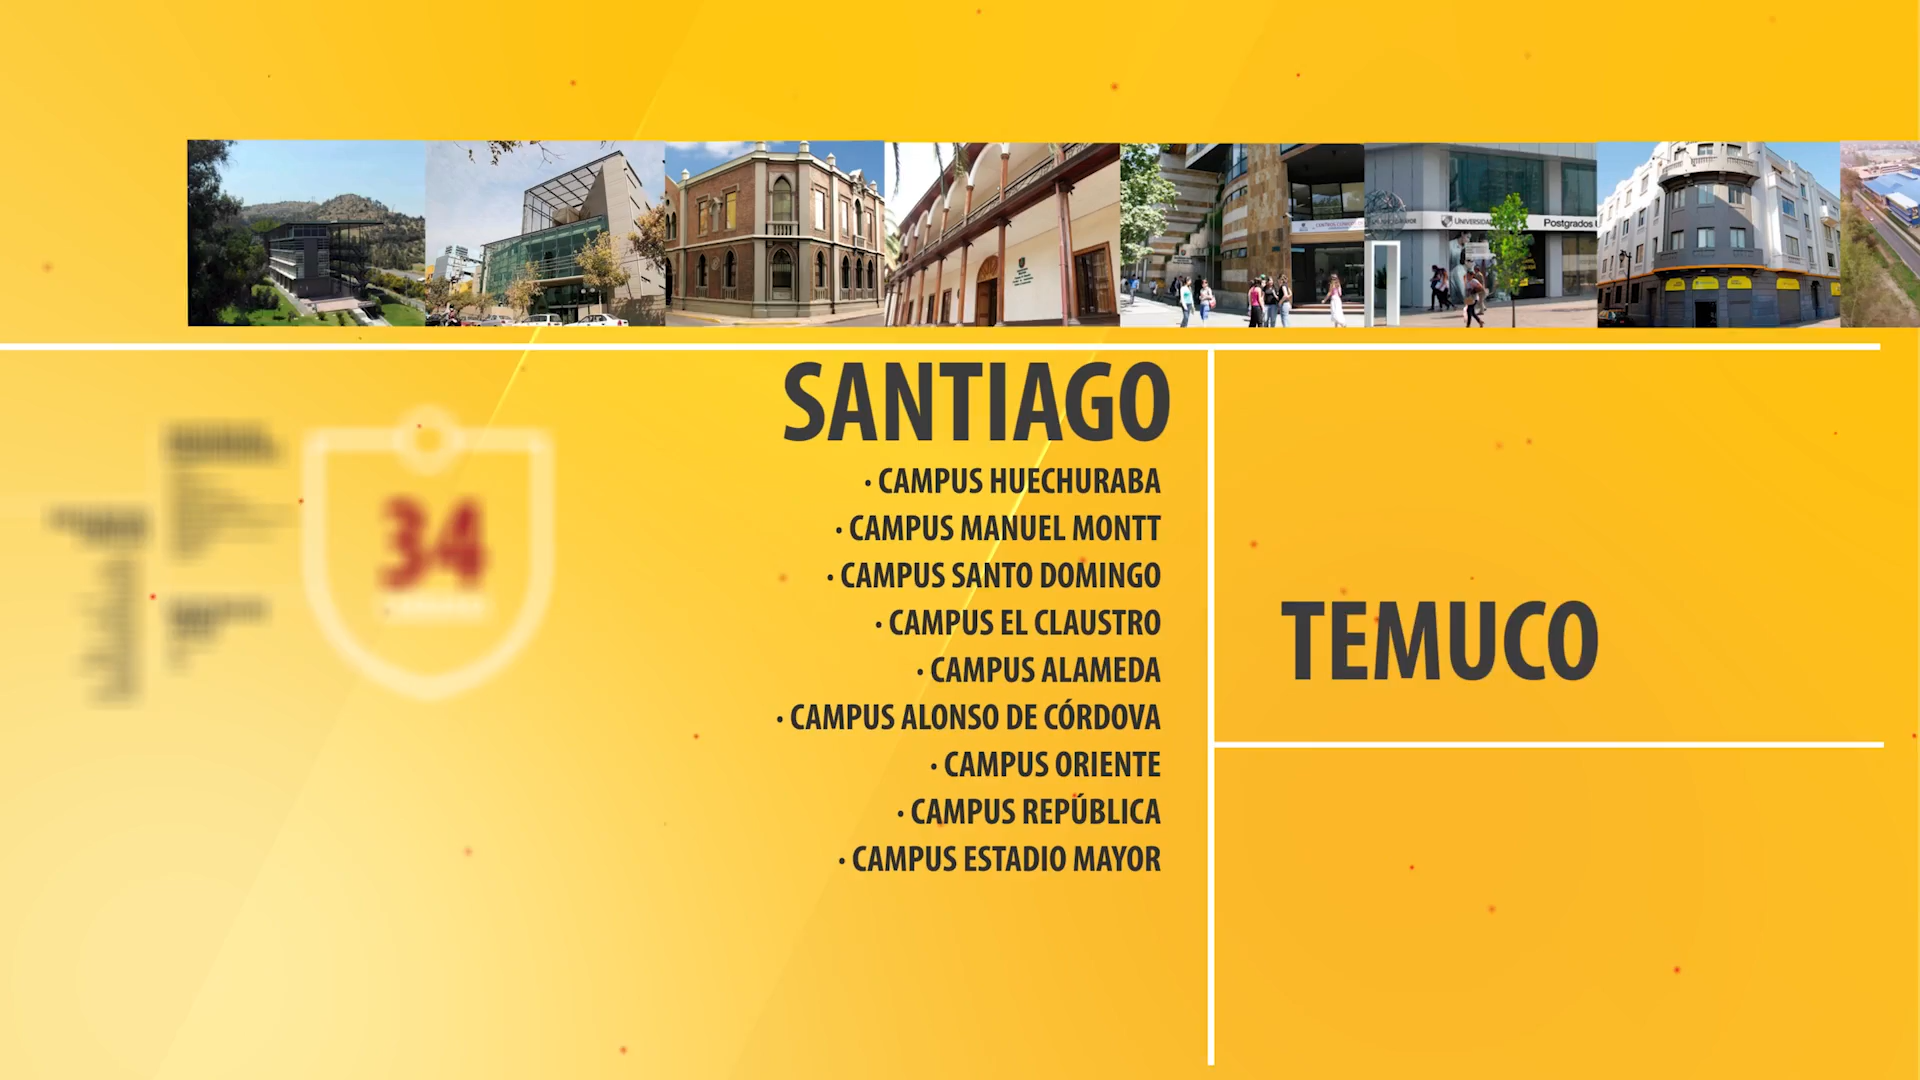 UNIVERSIDAD
Postgrados
SANTIAGO
· CAMPUS HUECHURABA
· CAMPUS MANUEL MONTT
· CAMPUS SANTO DOMINGO
· CAMPUS EL CLAUSTRO
· CAMPUS ALAMEDA
· CAMPUS ALONSO DE CÓRDOVA
· CAMPUS ORIENTE
· CAMPUS REPÚBLICA
· CAMPUS ESTADIO MAYOR
34
TEMUCO